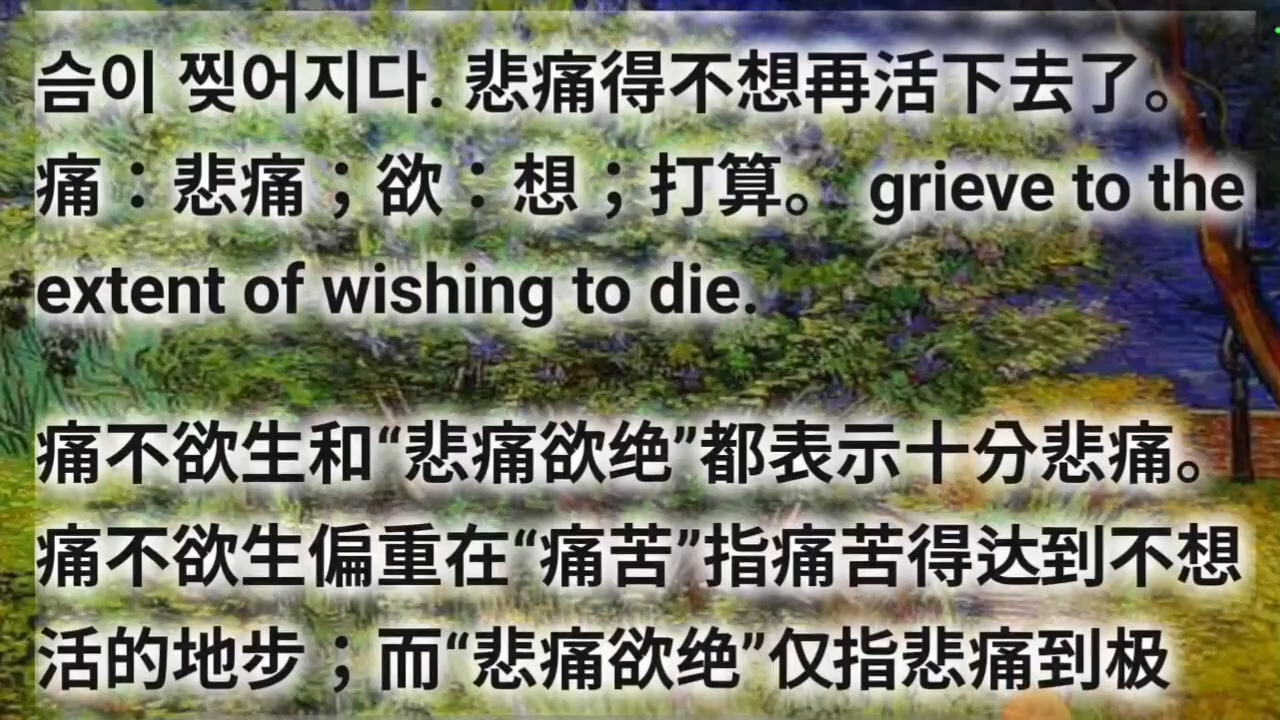 슴이 찢어지다. 悲痛得不想再活下去了。
痛：悲痛；欲：想；打算。 grieve to the
extent of wishing to die.
痛不欲生和“悲痛欲绝”都表示十分悲痛。
痛不欲生偏重在“痛苦”指痛苦得达到不想
活的地步；而“悲痛欲绝”仅指悲痛到极